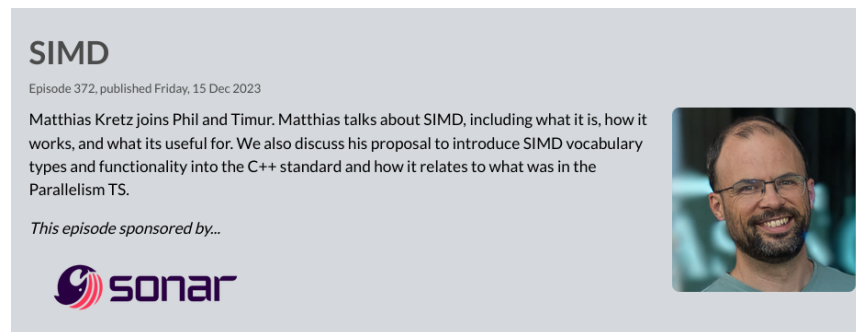 SIMD
Episode 372, published Friday, 15 Dec 2023
Matthias Kretz joins Phil and Timur. Matthias talks about SIMD, including what it is, how it
works, and what its useful for. We also discuss his proposal to introduce SIMD vocabulary
types and functionality into the C++ standard and how it relates to what was in the
Parallelism TS.
This episode sponsored by...
sonar